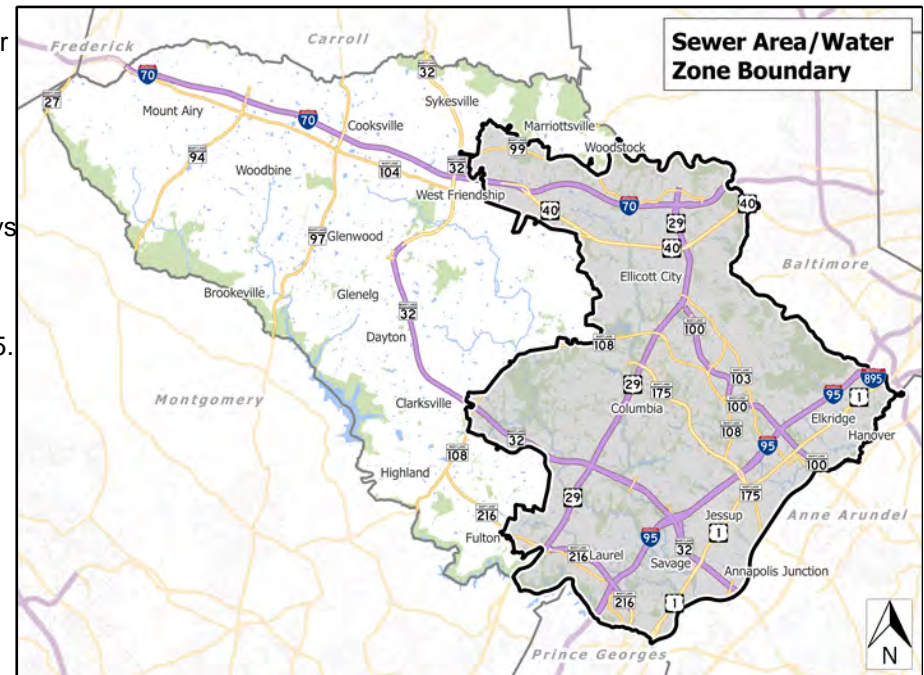 r
ys
5.
Sewer Area/Water
Zone Boundary
Frederick
Carroll
70
32
27
Mount Airy
Sykesville
70
Cooksville
Marriottsville
99
Woodstock
94
Woodbine
104
32
West Friendship
40
70
29
40
97
Glenwood
40
Baltimore
Ellicott City
Brookeville
Glenelg
32
100
Dayton
108
103
895
29
175
95
1
Montgomery
Clarksville
Columbia
100
Elkridge
108
Hanover
32
95
108
100
Highland
29
175
216
Jessup
Anne Arundel
Fulton
95
1
216
Laurel
32
Savage
Annapolis Junction
216
1
Prince Georges
N